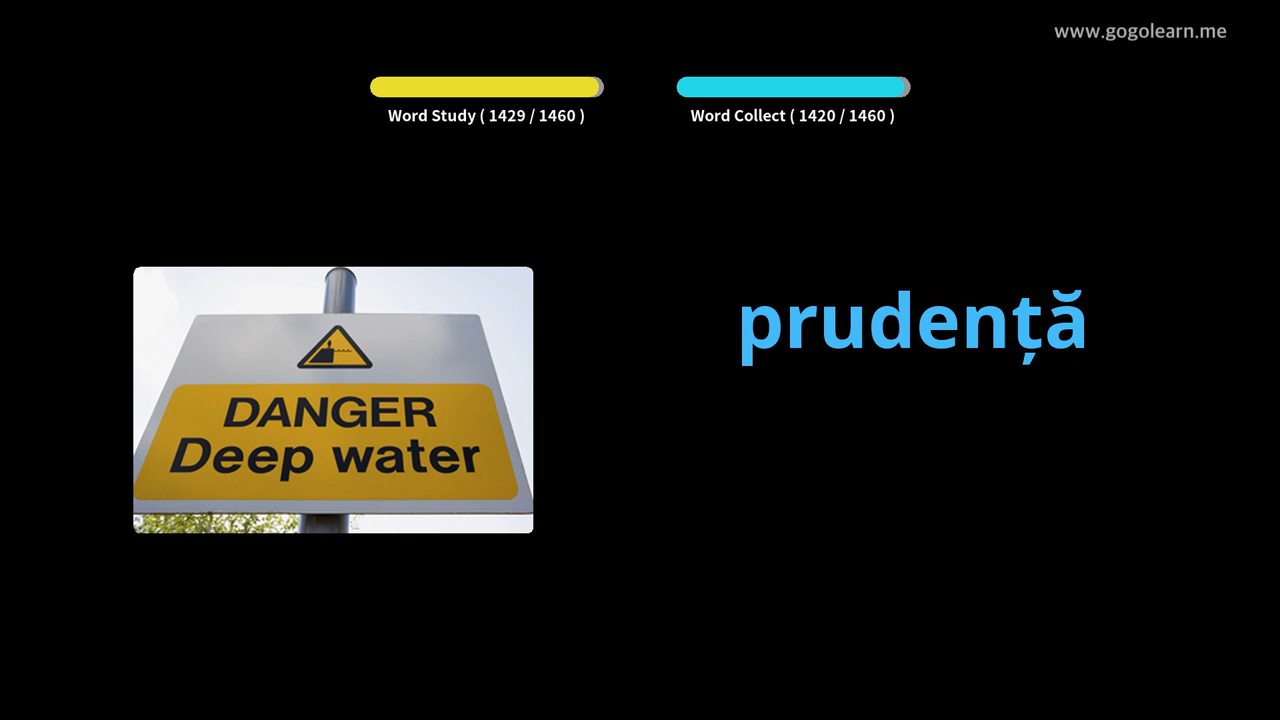 www.gogolearn.me
Word Study ( 1429 / 1460 )
Word Collect ( 1420 / 1460 )
prudență
DANGER
Deep water